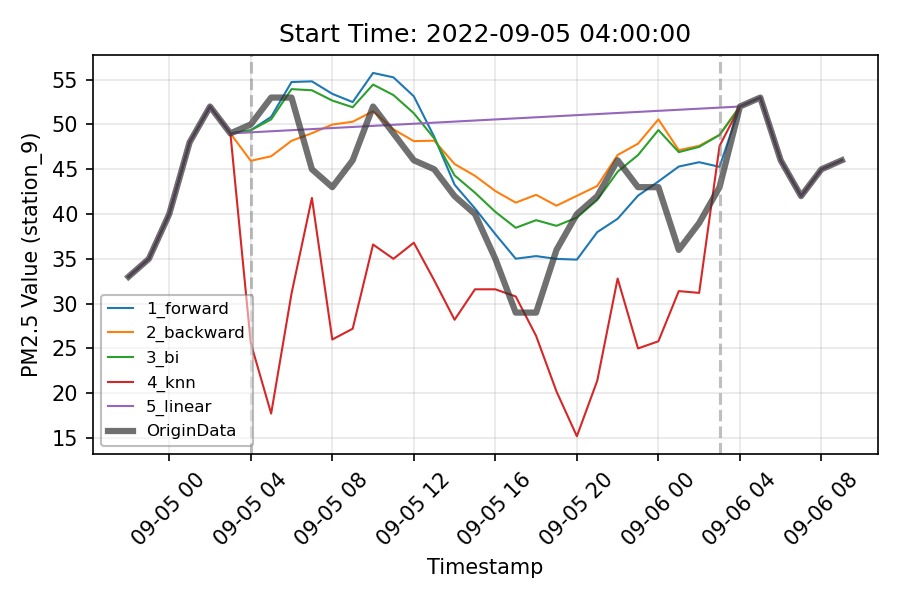 Start Time: 2022-09-05 04:00:00
PM2.5 Value (station_9)
55
50
45
40
35
30
25
20
15
1_forward
2_backward
3_bi
4_knn
5_linear
OriginData
09-05 00
09-05 04
09-05 08
09-05 12
09-05 16
09-05 20
09-06 00
09-06 04
09-06 08
Timestamp